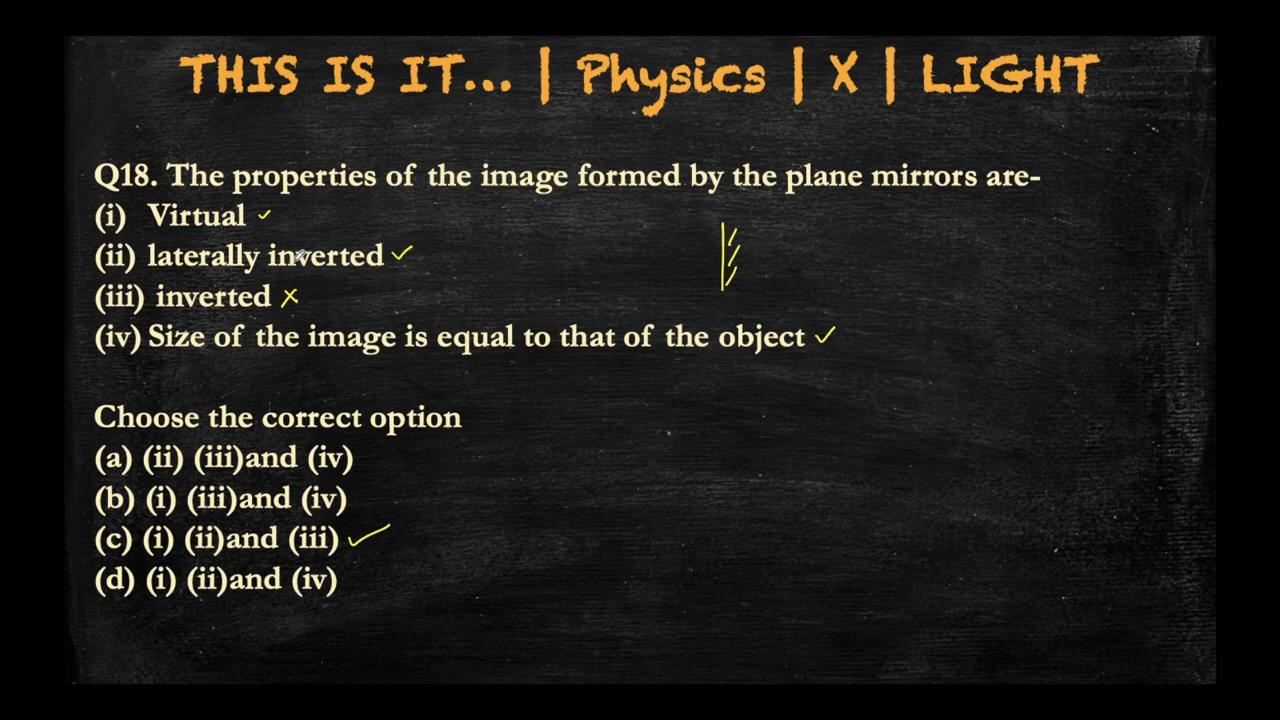 THIS IS IT... | Physics | X | LIGHT
Q18. The properties of the image formed by the plane mirrors are-
(i) Virtual ✓
(ii) laterally inverted ✓
(iii) inverted ✗
(iv) Size of the image is equal to that of the object ✓
Choose the correct option
(a) (ii) (iii)and (iv)
(b) (i) (iii)and (iv)
(c) (i) (ii)and (iii) ✓
(d) (i) (ii)and (iv)